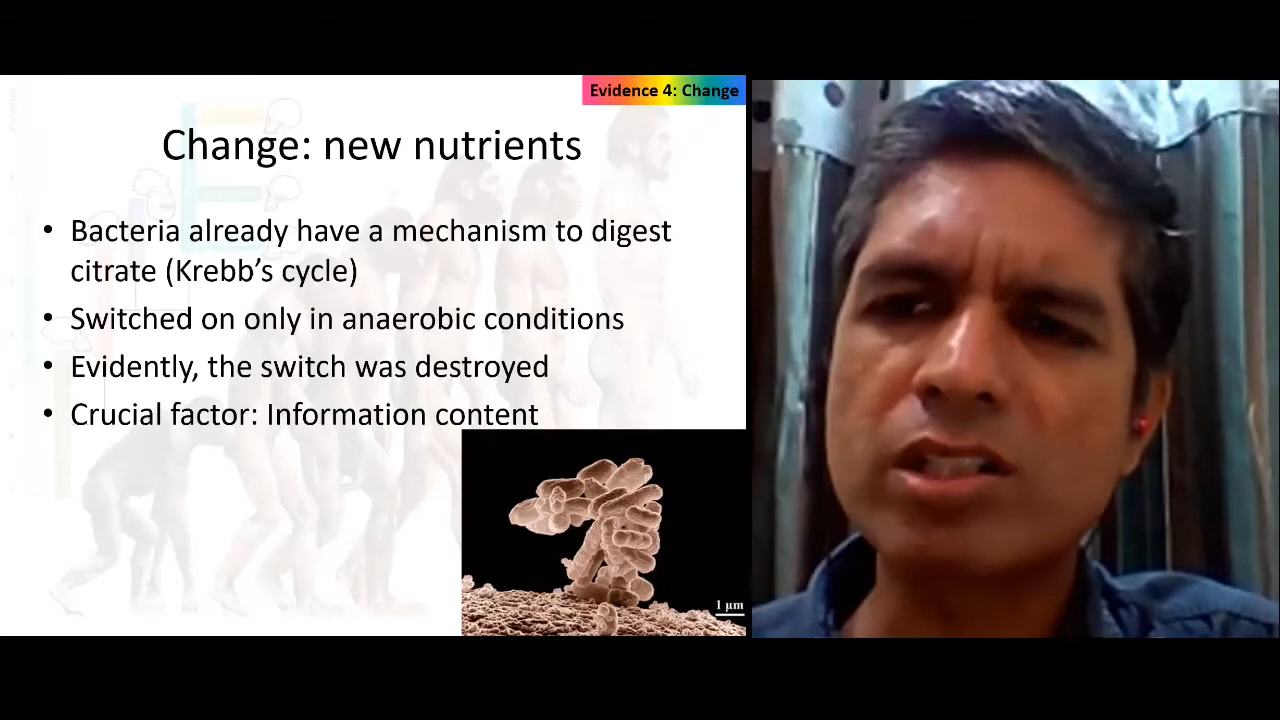 Evidence 4: Change
Change: new nutrients
• Bacteria already have a mechanism to digest
citrate (Krebb’s cycle)
• Switched on only in anaerobic conditions
• Evidently, the switch was destroyed
• Crucial factor: Information content
1 µm